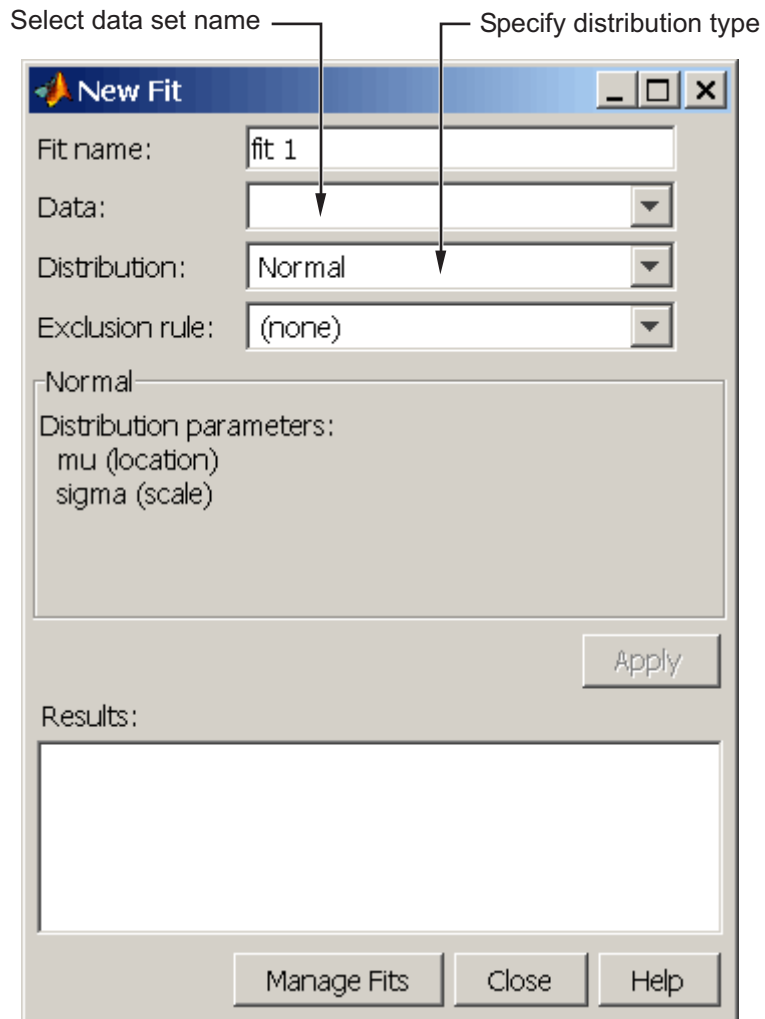 Select data set name
Specify distribution type
New Fit
Fit name:
fit 1
Data:
Distribution:
Normal
Exclusion rule:
(none)
Normal
Distribution parameters:
mu (location)
sigma (scale)
Apply
Results:
Manage Fits
Close
Help